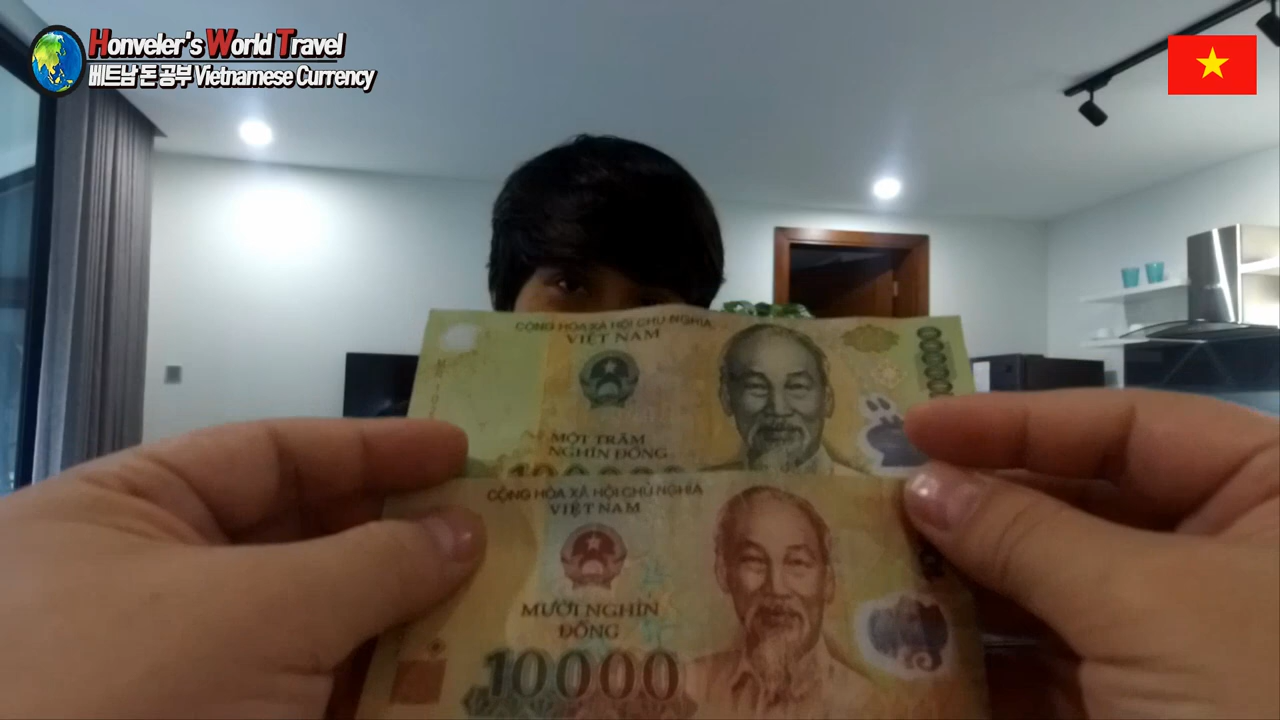 Honveler's World Travel
베트남 돈 공부 Vietnamese Currency
CỘNG HÒA XÃ HỘI CHỦ NGHĨA
VIỆT NAM
MỘT TRĂM
NGHÌN ĐỒNG
100000
CỘNG HÒA XÃ HỘI CHỦ NGHĨA
VIỆT NAM
MƯỜI NGHÌN
ĐỒNG
10000